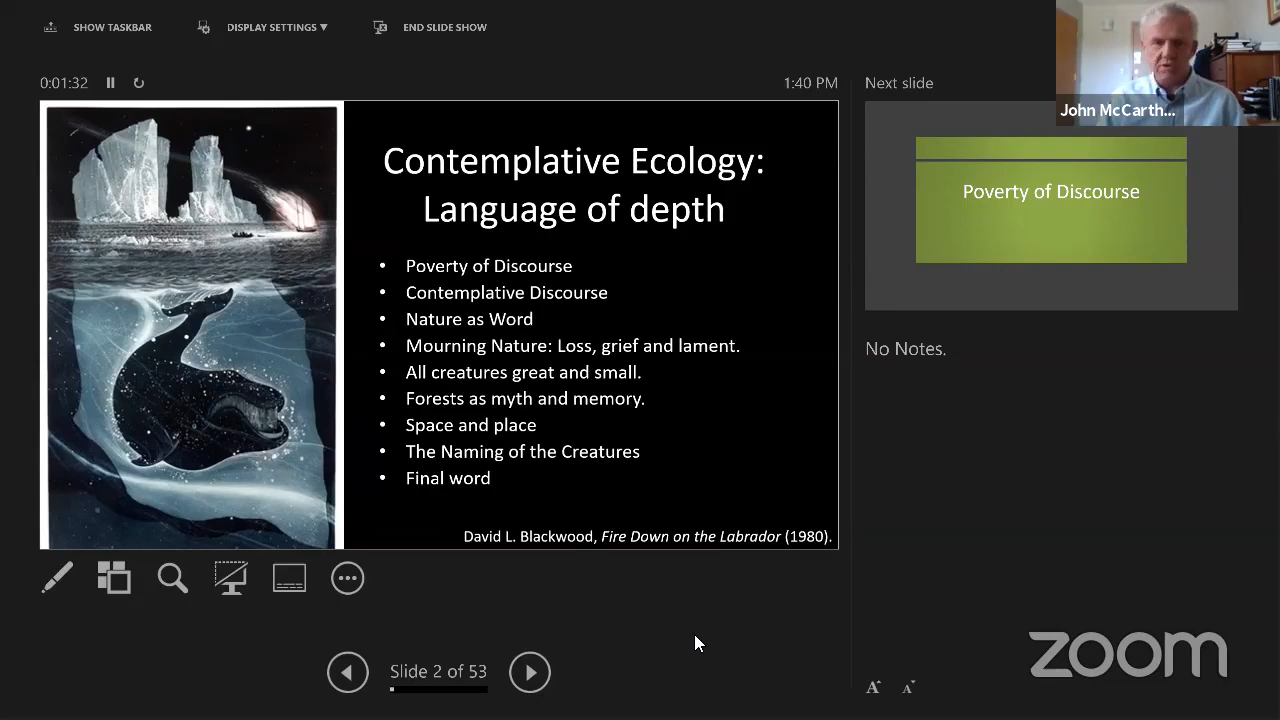 SHOW TASKBAR
DISPLAY SETTINGS ▼
END SLIDE SHOW
0:01:32
1:40 PM
Next slide
John McCarth...
Contemplative Ecology:
Language of depth
• Poverty of Discourse
• Contemplative Discourse
• Nature as Word
• Mourning Nature: Loss, grief and lament.
• All creatures great and small.
• Forests as myth and memory.
• Space and place
• The Naming of the Creatures
• Final word
David L. Blackwood, Fire Down on the Labrador (1980).
Poverty of Discourse
No Notes.
Slide 2 of 53
A A
zoom